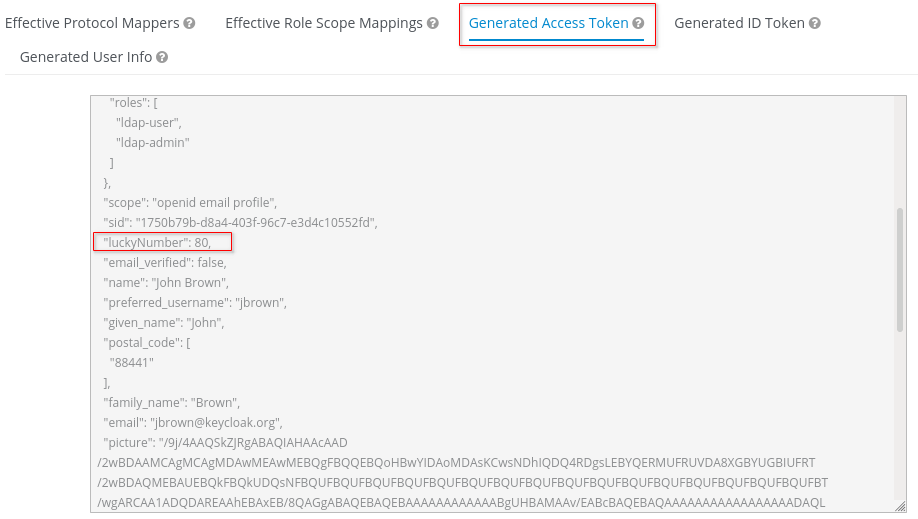 Effective Protocol Mappers ? Effective Role Scope Mappings ? Generated Access Token ? Generated ID Token ?
Generated User Info ?
"roles": [
"ldap-user",
"ldap-admin"
]
},
"scope": "openid email profile",
"sid": "1750b79b-d8a4-403f-96c7-e3d4c10552fd",
"luckyNumber": 80,
"email_verified": false,
"name": "John Brown",
"preferred_username": "jbrown",
"given_name": "John",
"postal_code": [
"88441"
],
"family_name": "Brown",
"email": "jbrown@keycloak.org",
"picture": "/9j/4AAQSkZJRgABAQIAHAAcAAD
/2wBDAAMCAgMCAgMDAwMEAwMEBQgFBQQEBQoHBwYIDAoMDAsKCwsNDhIQDQ4RDgsLEBYQERMUFRUVDA8XGBYUGBIUFRT
/2wBDAQMEBAUEBQkFBQkUDQsNFBQUFBQUFBQUFBQUFBQUFBQUFBQUFBQUFBQUFBQUFBQUFBQUFBQUFBQUFBQUFBT
/wgARCAA1ADQDAREAAhEBAxEB/8QAGgABAQEBAQEBAAAAAAAAAAAABgUHBAMAAv/EABcBAQEBAQAAAAAAAAAAAAAAAAADAQL